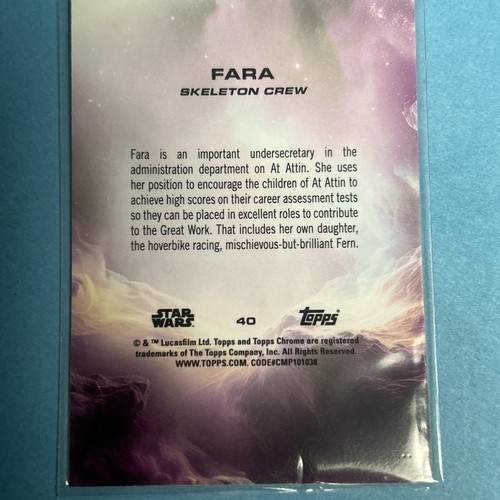 FARA
SKELETON CREW
Fara is an important undersecretary in the
administration department on At Attin. She uses
her position to encourage the children of At Attin to
achieve high scores on their career assessment tests
so they can be placed in excellent roles to contribute
to the Great Work. That includes her own daughter,
the hoverbike racing, mischievous-but-brilliant Fern.
STAR WARS 40 topps
© & ™ Lucasfilm Ltd. Topps and Topps Chrome are registered
trademarks of The Topps Company, Inc. All Rights Reserved.
WWW.TOPPS.COM. CODE#CMP101038